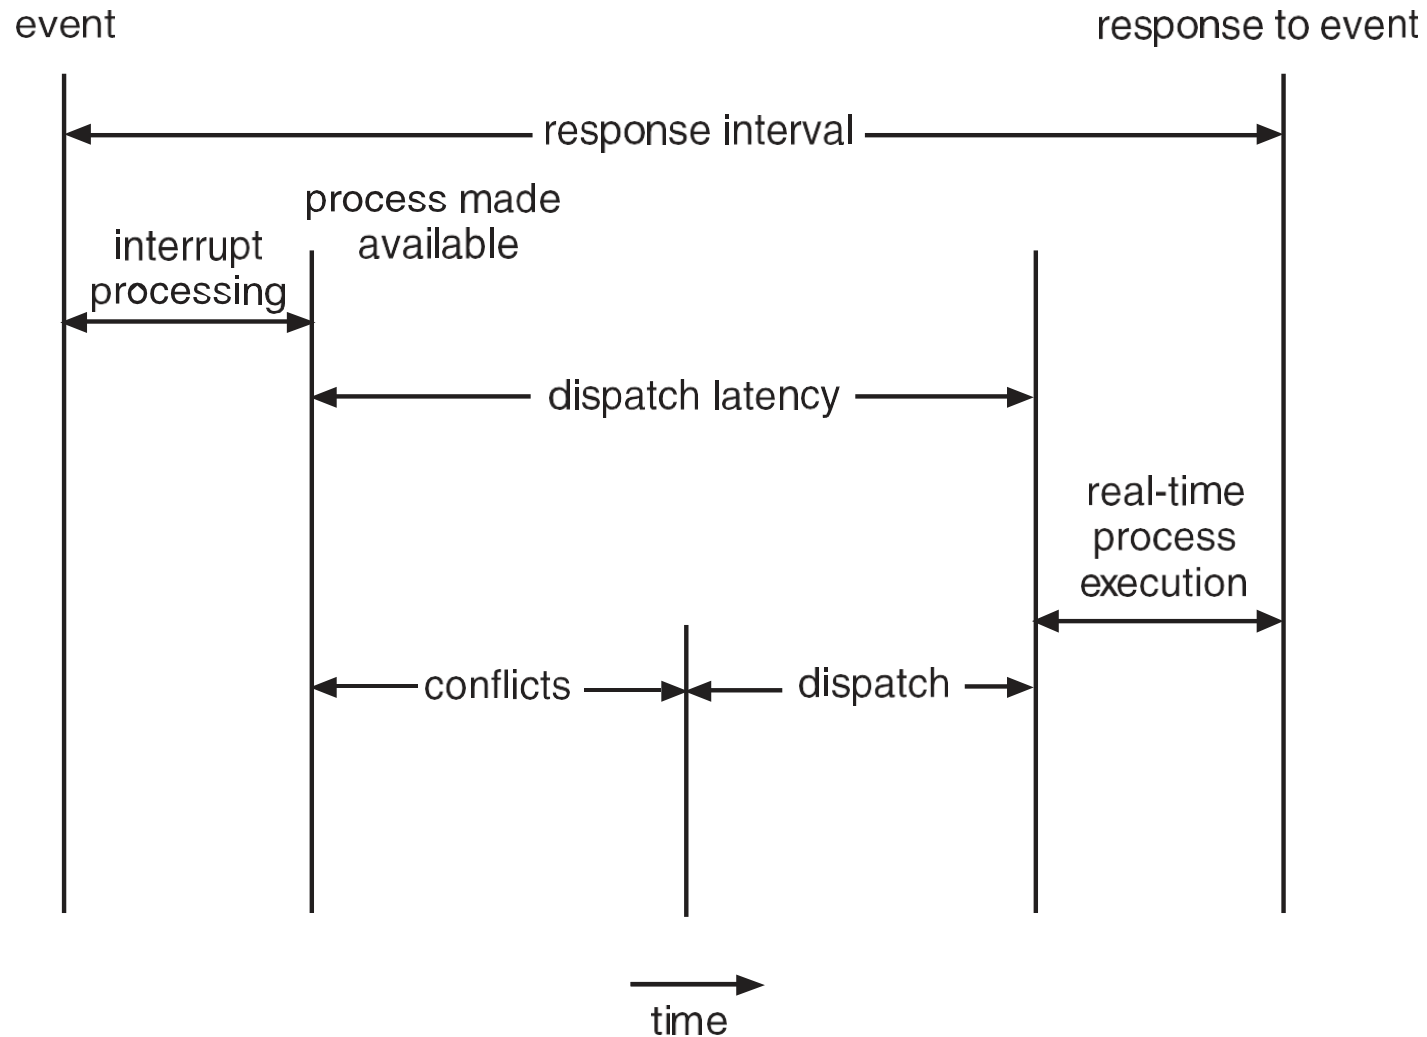 event
response to event
response interval
process made
available
interrupt
processing
dispatch latency
real-time
process
execution
conflicts
dispatch
time